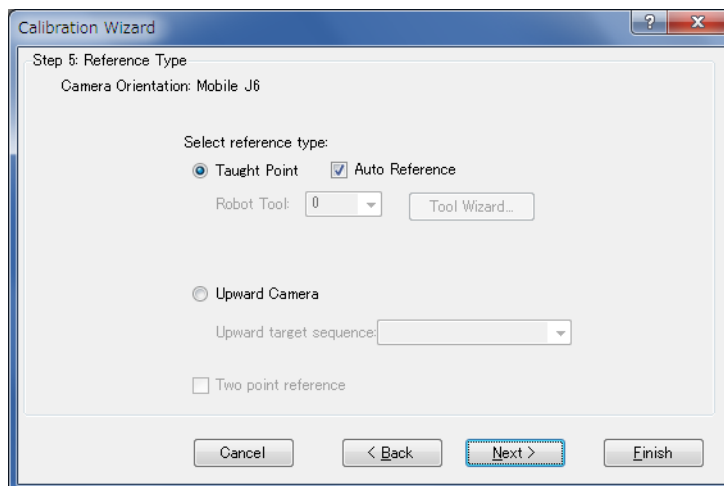 Calibration Wizard
?
X
Step 5: Reference Type
Camera Orientation: Mobile J6
Select reference type:
Taught Point
Auto Reference
Robot Tool:
0
Tool Wizard...
Upward Camera
Upward target sequence:
Two point reference
Cancel
< Back
Next >
Finish